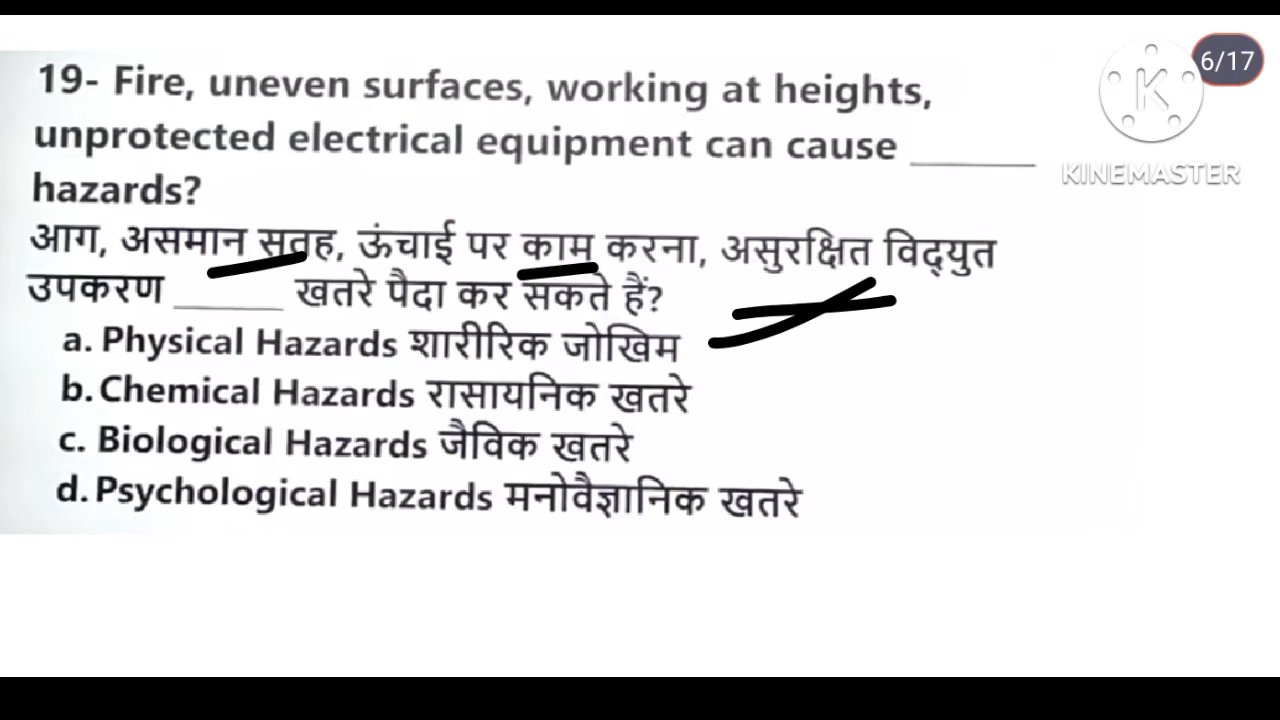 6/17
K
KINEMASTER
19- Fire, uneven surfaces, working at heights,
unprotected electrical equipment can cause ______
hazards?
आग, असमान सतह, ऊंचाई पर काम करना, असुरक्षित विद्युत
उपकरण ______ खतरे पैदा कर सकते हैं?
a. Physical Hazards शारीरिक जोखिम
b. Chemical Hazards रासायनिक खतरे
c. Biological Hazards जैविक खतरे
d. Psychological Hazards मनोवैज्ञानिक खतरे